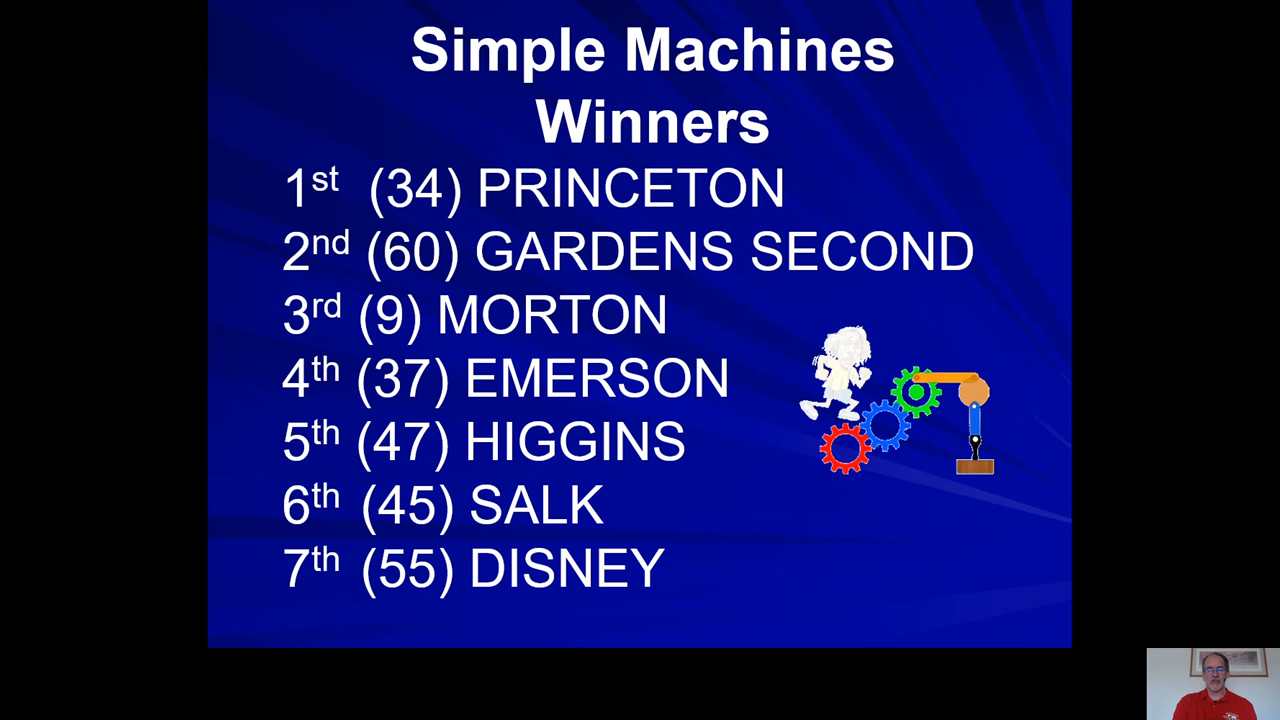 Simple Machines
Winners
1st (34) PRINCETON
2nd (60) GARDENS SECOND
3rd (9) MORTON
4th (37) EMERSON
5th (47) HIGGINS
6th (45) SALK
7th (55) DISNEY